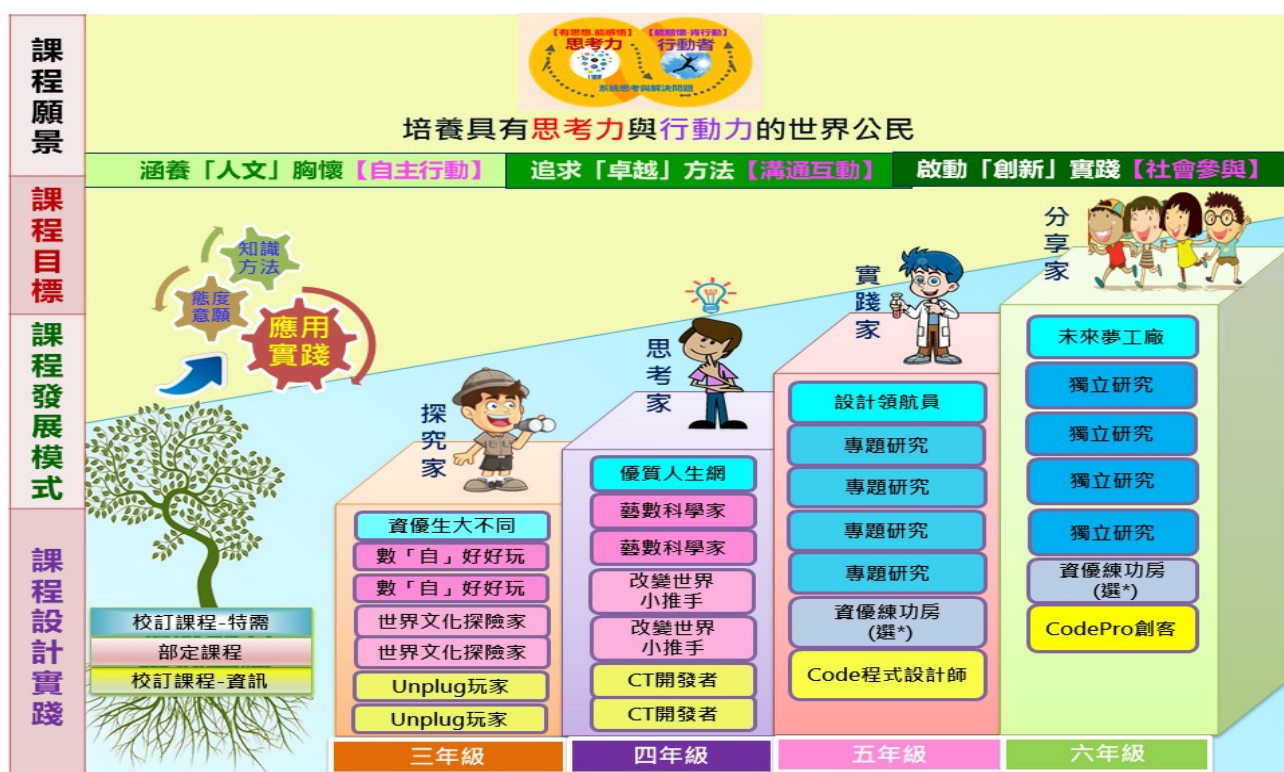 課程願景
【有思想.能感悟】
思考力
【能關懷.肯行動】
行動者
系統思考與解決問題
培養具有思考力與行動力的世界公民
涵養「人文」胸懷【自主行動】
追求「卓越」方法【溝通互動】
啟動「創新」實踐【社會參與】
課程目標
課程發展模式
課程設計實踐
知識
方法
態度
意願
應用
實踐
校訂課程-特需
部定課程
校訂課程-資訊
探究家
資優生大不同
數「自」好好玩
數「自」好好玩
世界文化探險家
世界文化探險家
Unplug玩家
Unplug玩家
三年級
思考家
優質人生網
藝數科學家
藝數科學家
改變世界
小推手
改變世界
小推手
CT開發者
CT開發者
四年級
實踐家
設計領航員
專題研究
專題研究
專題研究
專題研究
資優練功房
(選*)
Code程式設計師
五年級
分享家
未來夢工廠
獨立研究
獨立研究
獨立研究
獨立研究
資優練功房
(選*)
CodePro創客
六年級